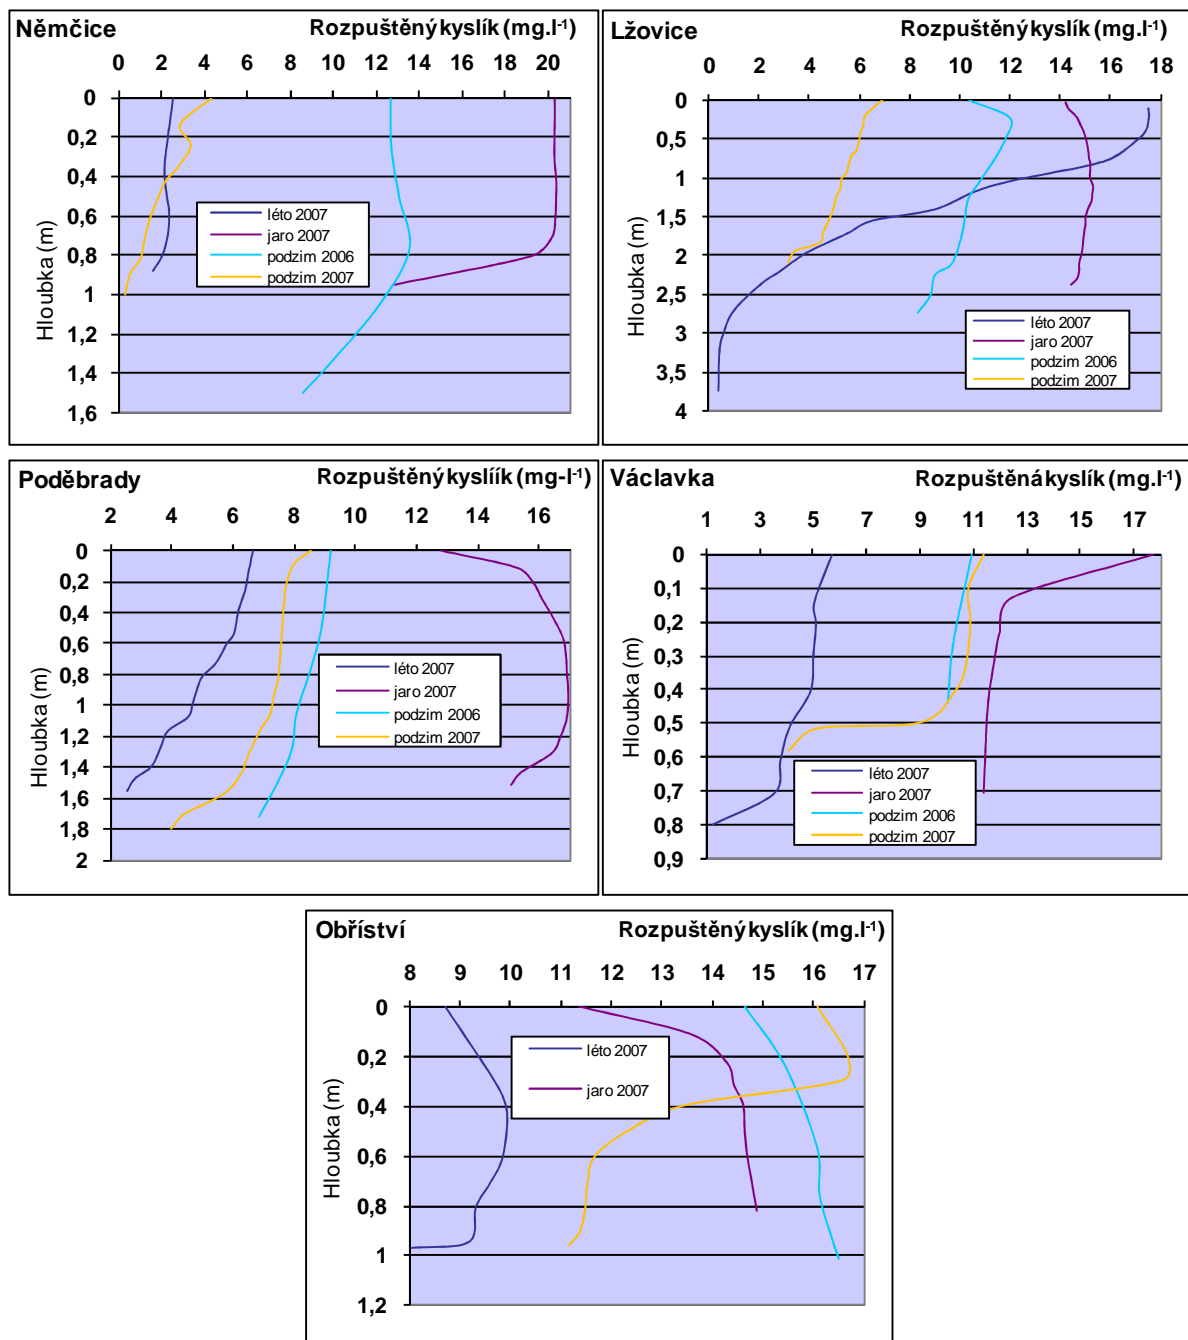 Němčice Rozpuštěný kyslík (mg.l-1)
0 2 4 6 8 10 12 14 16 18 20
0
0,2
0,4
0,6
0,8
1
1,2
1,4
1,6
Hloubka (m)
léto 2007
jaro 2007
podzim 2006
podzim 2007
Lžovice Rozpuštěný kyslík (mg.l-1)
0 2 4 6 8 10 12 14 16 18
0
0,5
1
1,5
2
2,5
3
3,5
4
Hloubka (m)
léto 2007
jaro 2007
podzim 2006
podzim 2007
Poděbrady Rozpuštěný kyslíík (mg-l-1)
2 4 6 8 10 12 14 16
0
0,2
0,4
0,6
0,8
1
1,2
1,4
1,6
1,8
2
Hloubka (m)
léto 2007
jaro 2007
podzim 2006
podzim 2007
Václavka Rozpuštěná kyslík (mg.l-1)
1 3 5 7 9 11 13 15 17
0
0,1
0,2
0,3
0,4
0,5
0,6
0,7
0,8
0,9
Hloubka (m)
léto 2007
jaro 2007
podzim 2006
podzim 2007
Obříství Rozpuštěný kyslík (mg.l-1)
8 9 10 11 12 13 14 15 16 17
0
0,2
0,4
0,6
0,8
1
1,2
Hloubka (m)
léto 2007
jaro 2007